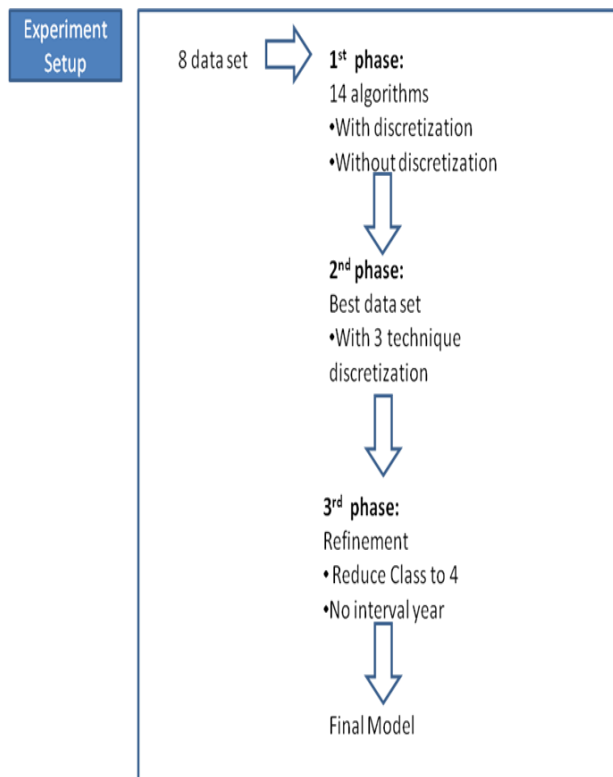 Experiment
Setup
8 data set
1st phase:
14 algorithms
•With discretization
•Without discretization
2nd phase:
Best data set
•With 3 technique
discretization
3rd phase:
Refinement
• Reduce Class to 4
•No interval year
Final Model